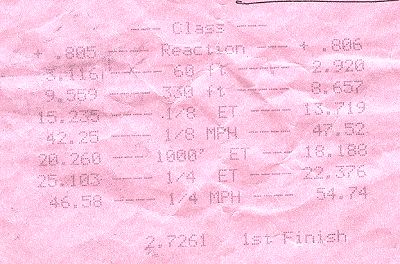 --- Class
+ .805 ---- Reaction ---- + .806
3.116 --- 60 ft ---- 2.920
9.559 ---- 330 ft ---- 8.657
15.235 ---- 1/8 ET ---- 13.719
42.25 ---- 1/8 MPH ---- 47.52
20.260 ---- 1000' ET ---- 18.188
25.103 ---- 1/4 ET ---- 22.376
46.58 ---- 1/4 MPH ---- 54.74
2.7261 1st Finish